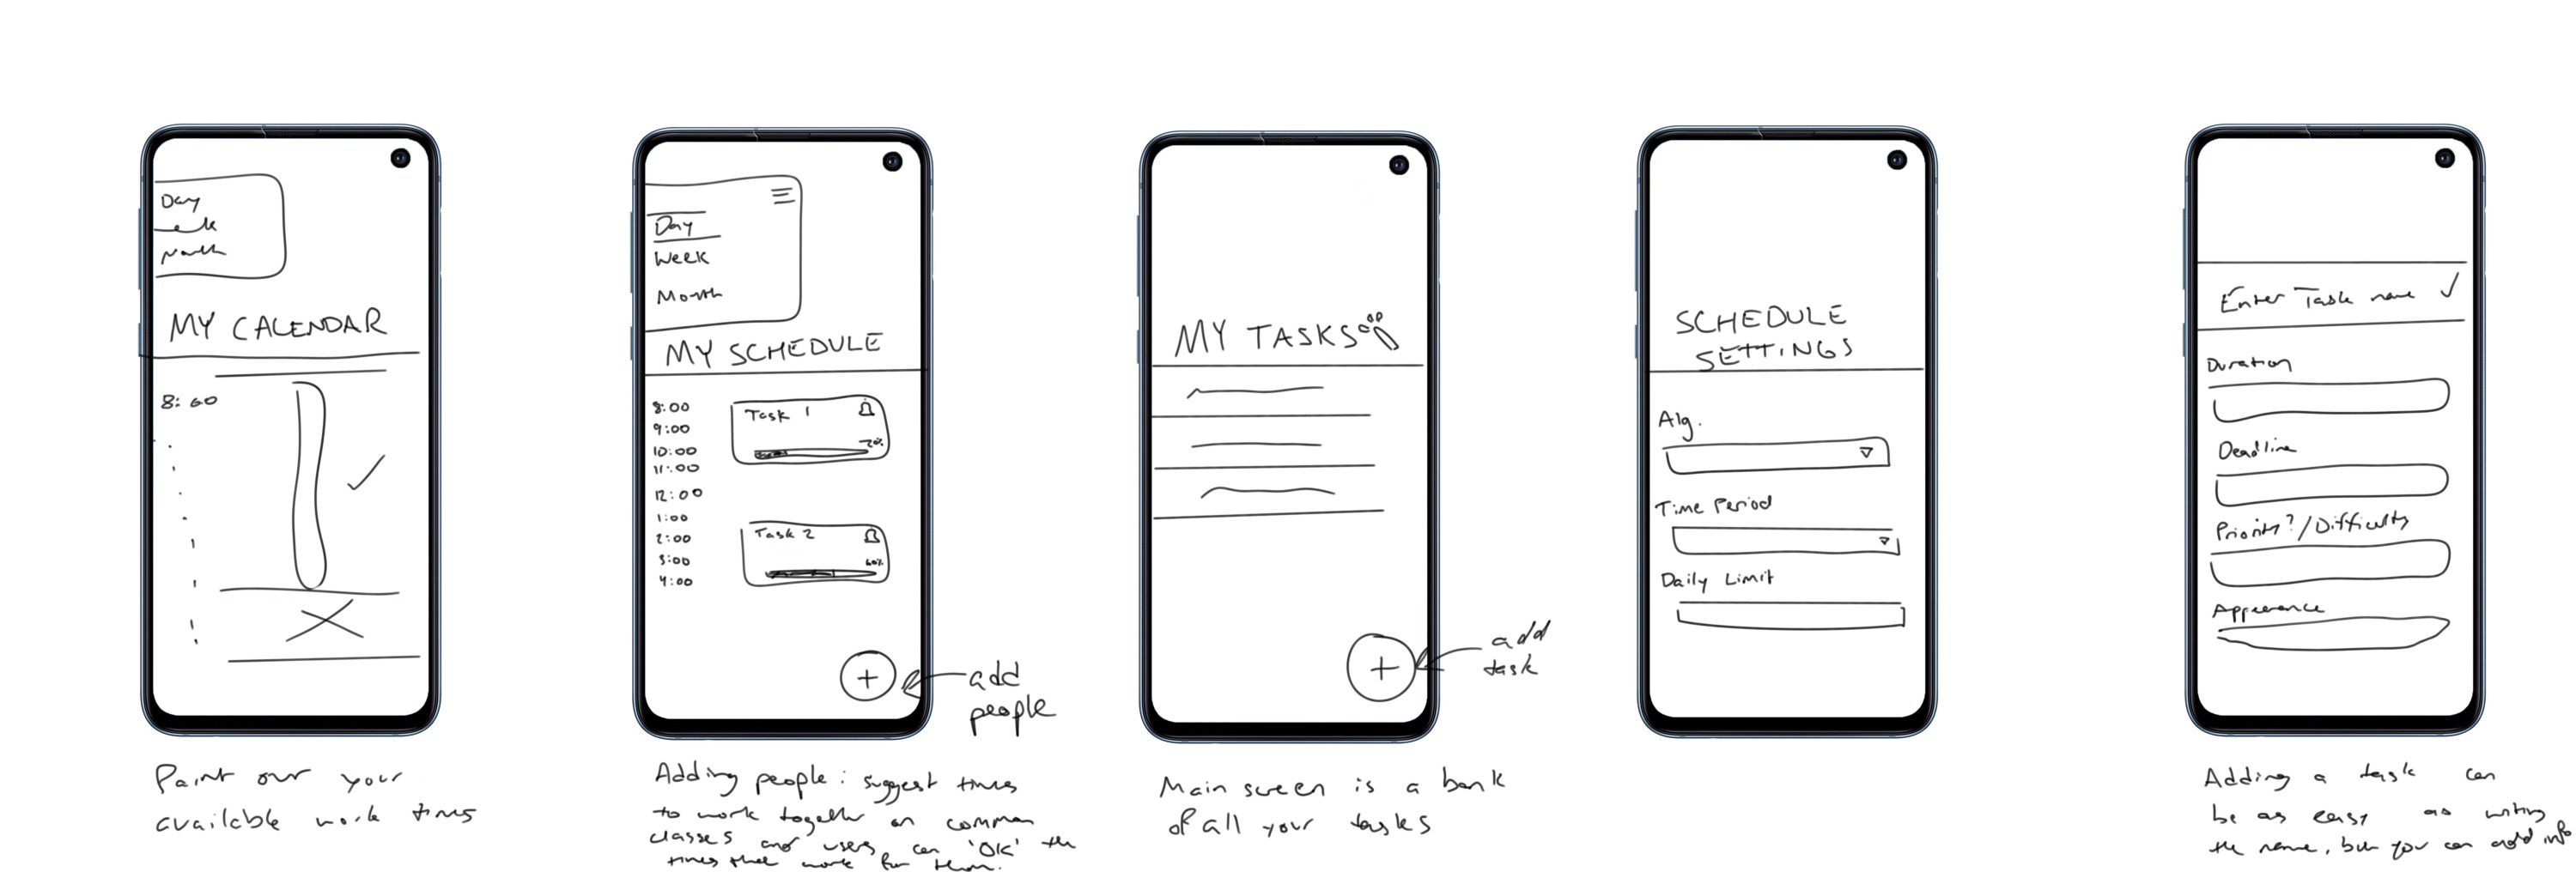 Day
Month
MY CALENDAR
8:00
Paint our your
available work times
Day
Week
Month
MY SCHEDULE
8:00
9:00
10:00
11:00
12:00
1:00
2:00
3:00
4:00
Task 1
20%
Task 2
60%
+
add
people
Adding people: suggest times
to work together on common
classes and users can 'OK' the
times that work for them.
MY TASKS
+
add
task
Main screen is a bank
of all your tasks
SCHEDULE
SETTINGS
Alg.
Time Period
Daily Limit
Enter Task name ✓
Duration
Deadline
Priority?/Difficulty
Appearance
Adding a task can
be as easy as writing
the name, but you can add info